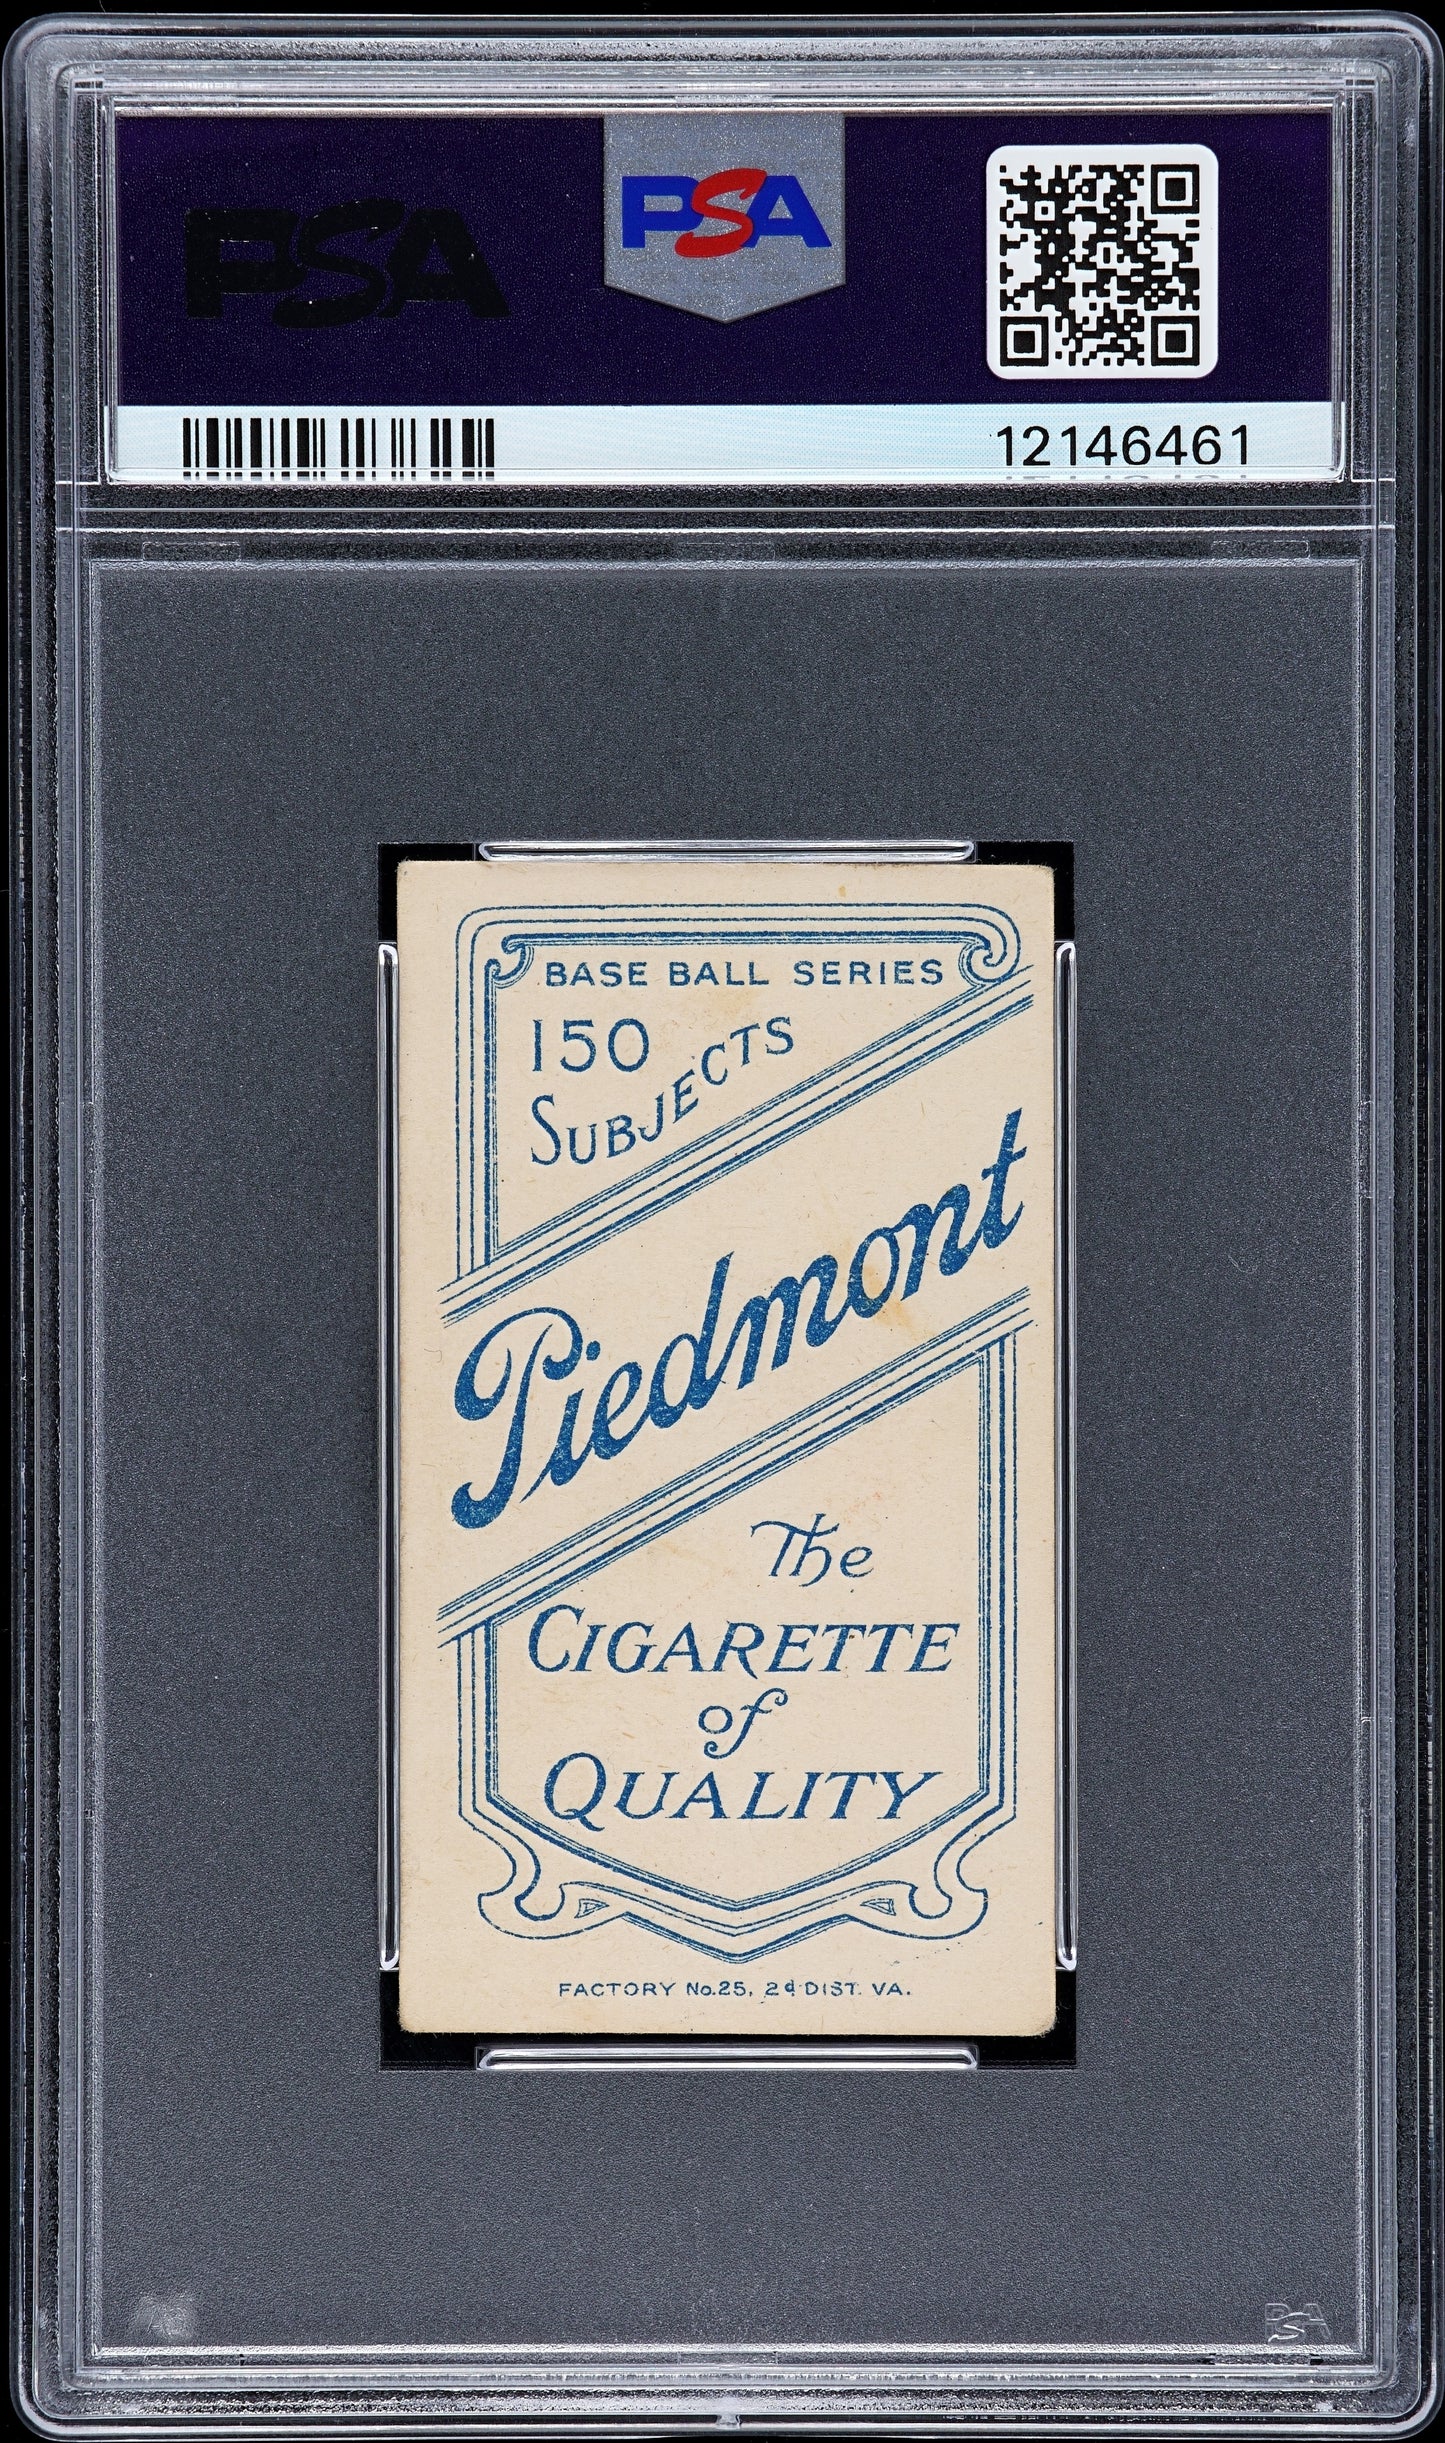 PSA
PSA
12146461
BASE BALL SERIES
150
SUBJECTS
Piedmont
The
CIGARETTE
of
QUALITY
FACTORY No.25, 2d DIST. VA.
PSA